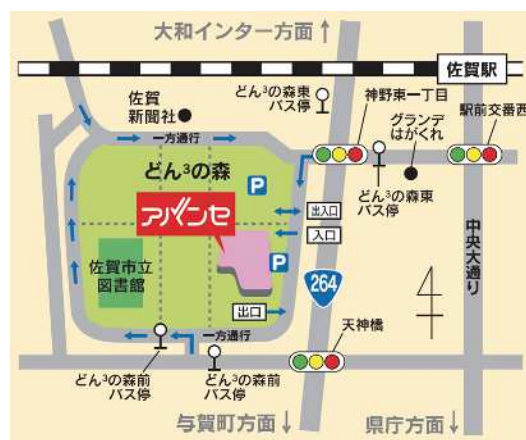 大和インター方面↑
佐賀駅
佐賀
新聞社
どん³の森東
バス停
神野東一丁目
グランデ
はがくれ
駅前交番西
一方通行
どん³の森
P
どん³の森東
バス停
アバンセ
出入口
入口
中央大通り
佐賀市立
図書館
P
264
出口
天神橋
一方通行
どん³の森前
バス停
どん³の森前
バス停
与賀町方面↓
県庁方面↓